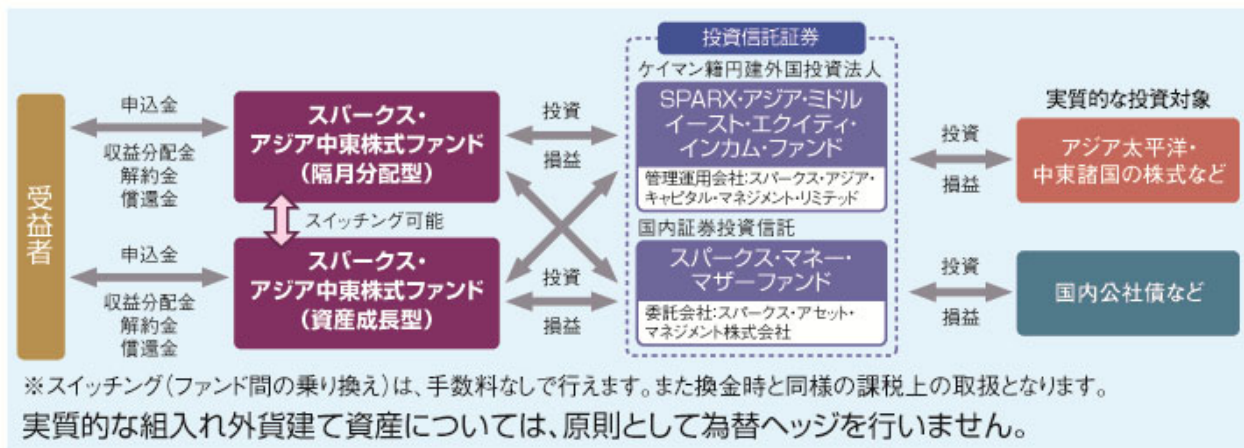 投資信託証券
ケイマン籍円建外国投資法人
受益者
申込金
収益分配金
解約金
償還金
スパークス・
アジア中東株式ファンド
(隔月分配型)
投資
損益
SPARX・アジア・ミドル
イースト・エクイティ・
インカム・ファンド
管理運用会社:スパークス・アジア・
キャピタル・マネジメント・リミテッド
投資
損益
実質的な投資対象
アジア太平洋・
中東諸国の株式など
スイッチング可能
申込金
収益分配金
解約金
償還金
スパークス・
アジア中東株式ファンド
(資産成長型)
投資
損益
国内証券投資信託
スパークス・マネー・
マザーファンド
委託会社:スパークス・アセット・
マネジメント株式会社
投資
損益
国内公社債など
※スイッチング(ファンド間の乗り換え)は、手数料なしで行えます。また換金時と同様の課税上の取扱となります。
実質的な組入れ外貨建て資産については、原則として為替ヘッジを行いません。